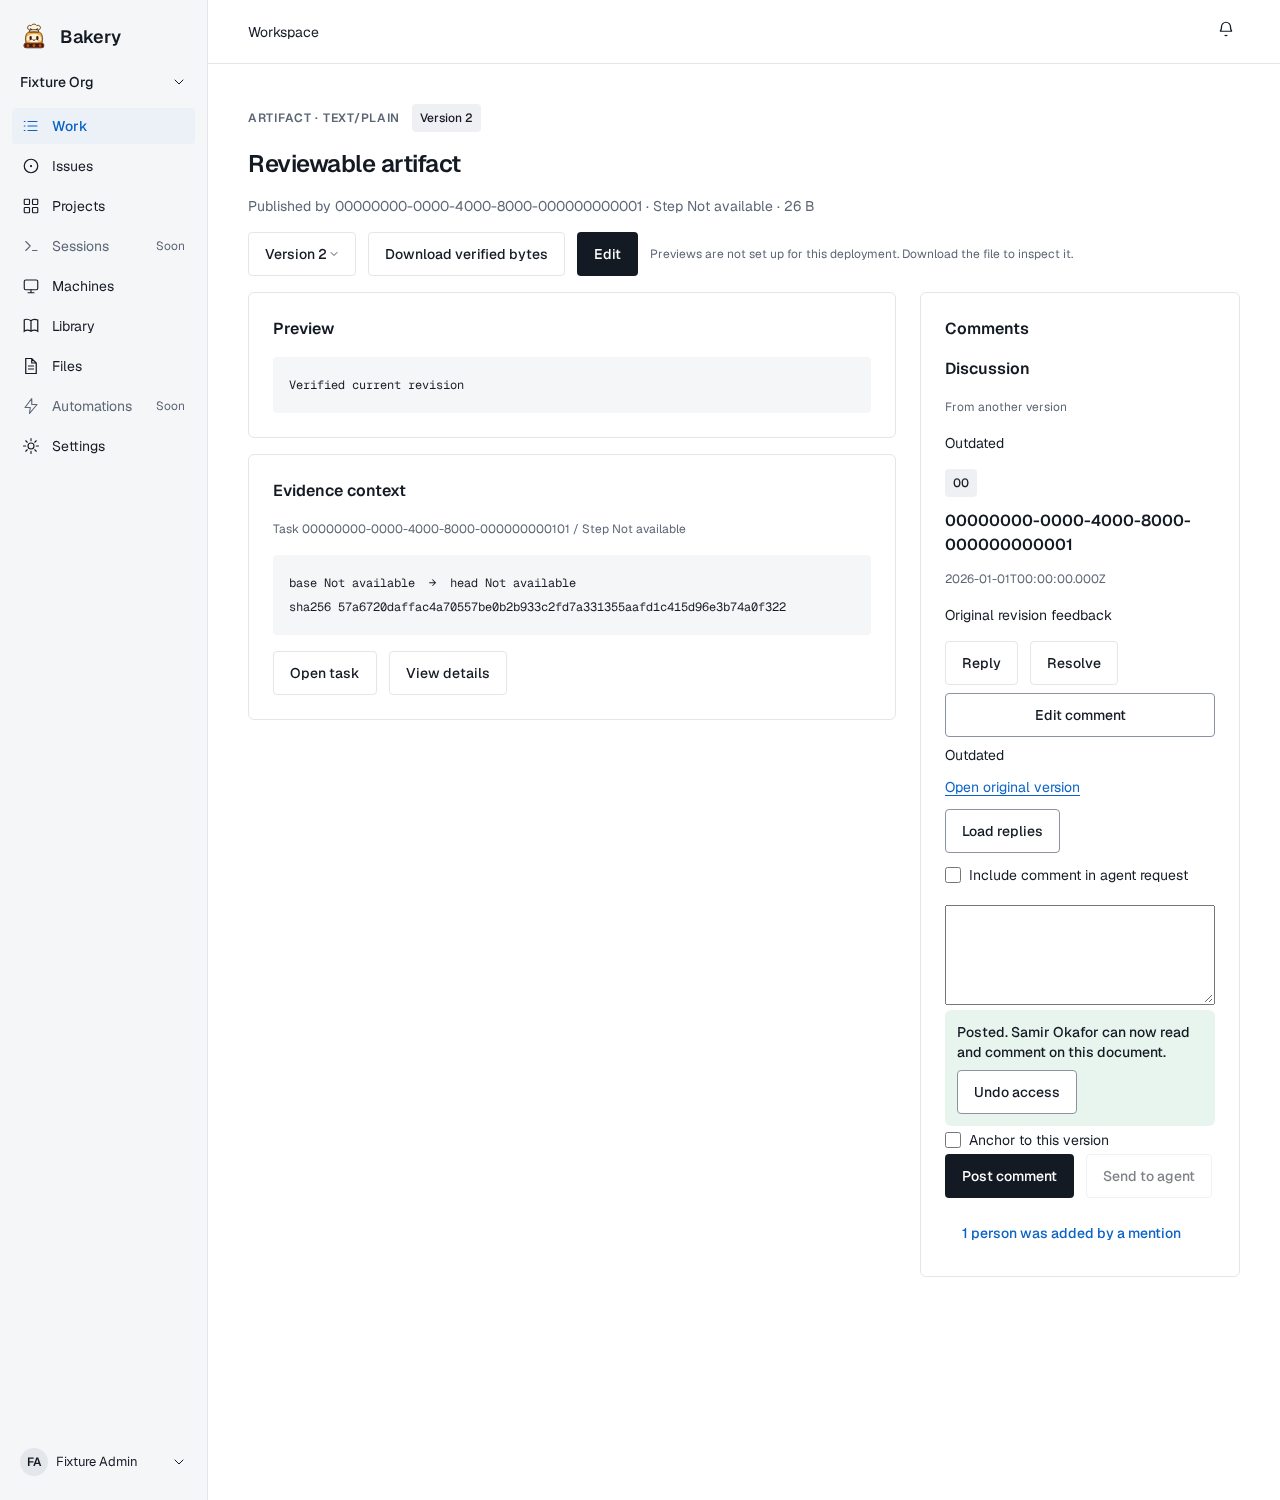 Bakery
Fixture Org
Work
Issues
Projects
Sessions Soon
Machines
Library
Files
Automations Soon
Settings
FA Fixture Admin
Workspace
ARTIFACT · TEXT/PLAIN Version 2
Reviewable artifact
Published by 00000000-0000-4000-8000-000000000001 · Step Not available · 26 B
Version 2 Download verified bytes Edit Previews are not set up for this deployment. Download the file to inspect it.
Preview
Verified current revision
Evidence context
Task 00000000-0000-4000-8000-000000000101 / Step Not available
base Not available → head Not available
sha256 57a6720daffac4a70557be0b2b933c2fd7a331355aafd1c415d96e3b74a0f322
Open task View details
Comments
Discussion
From another version
Outdated
00
00000000-0000-4000-8000-
000000000001
2026-01-01T00:00:00.000Z
Original revision feedback
Reply Resolve
Edit comment
Outdated
Open original version
Load replies
Include comment in agent request
Posted. Samir Okafor can now read
and comment on this document.
Undo access
Anchor to this version
Post comment Send to agent
1 person was added by a mention